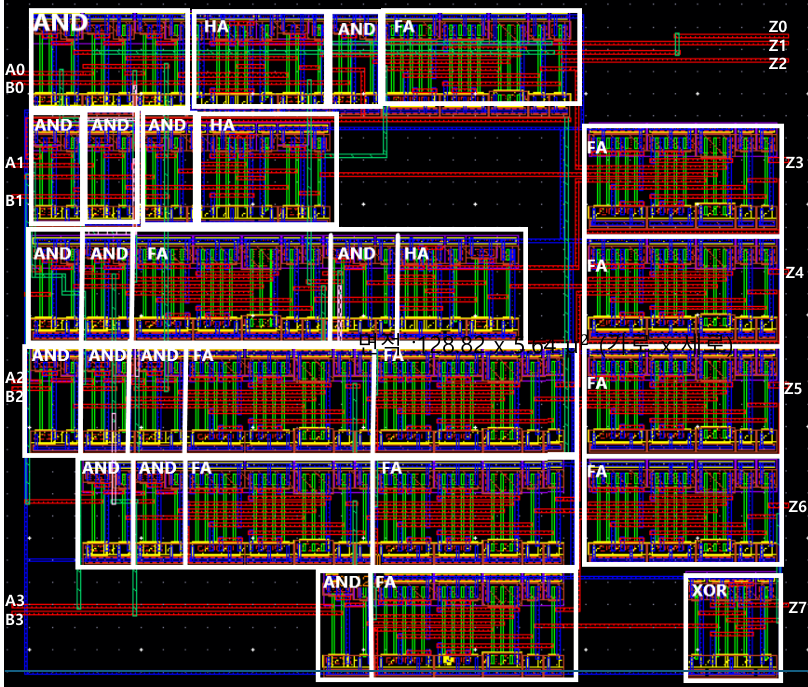 AND HA AND FA Z0
Z1
A0 Z2
B0
AND AND AND HA
A1 FA Z3
B1
AND AND FA AND HA FA Z4
면적 : 128.82 x 5.64 n² (가로 x 세로)
AND AND AND FA FA
A2 FA Z5
B2
AND AND FA FA FA
Z6
AND FA
A3 XOR Z7
B3